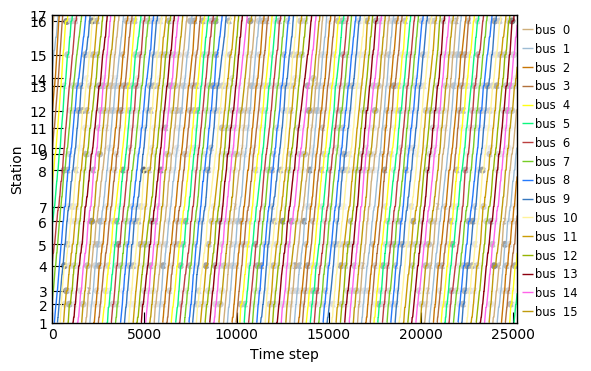 17
16
15
14
13
12
11
10
9
8
7
6
5
4
3
2
1
Station
0
5000
10000
15000
20000
25000
Time step
bus 0
bus 1
bus 2
bus 3
bus 4
bus 5
bus 6
bus 7
bus 8
bus 9
bus 10
bus 11
bus 12
bus 13
bus 14
bus 15